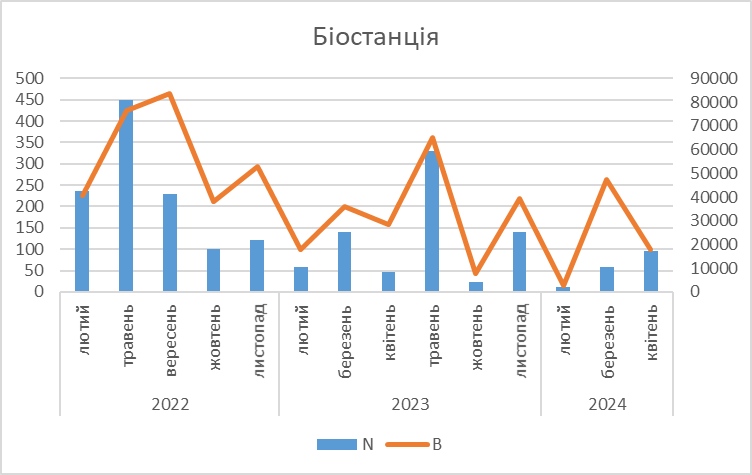 Біостанція
500
450
400
350
300
250
200
150
100
50
0
90000
80000
70000
60000
50000
40000
30000
20000
10000
0
лютий
травень
вересень
жовтень
листопад
лютий
березень
квітень
травень
жовтень
листопад
лютий
березень
квітень
2022
2023
2024
N
B